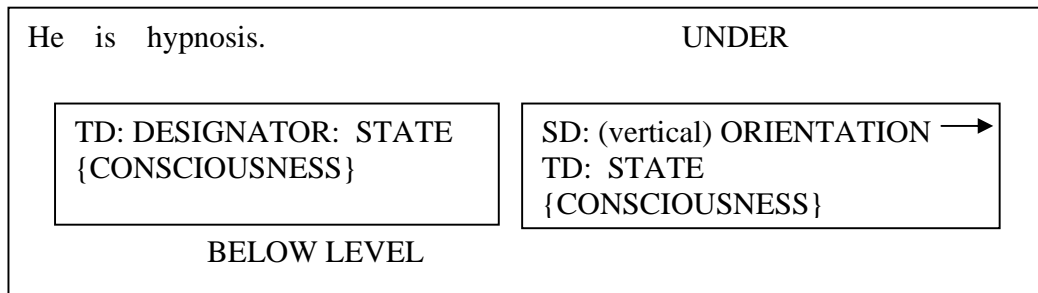 He is hypnosis. UNDER
TD: DESIGNATOR: STATE
{CONSCIOUSNESS}
SD: (vertical) ORIENTATION
TD: STATE
{CONSCIOUSNESS}
BELOW LEVEL